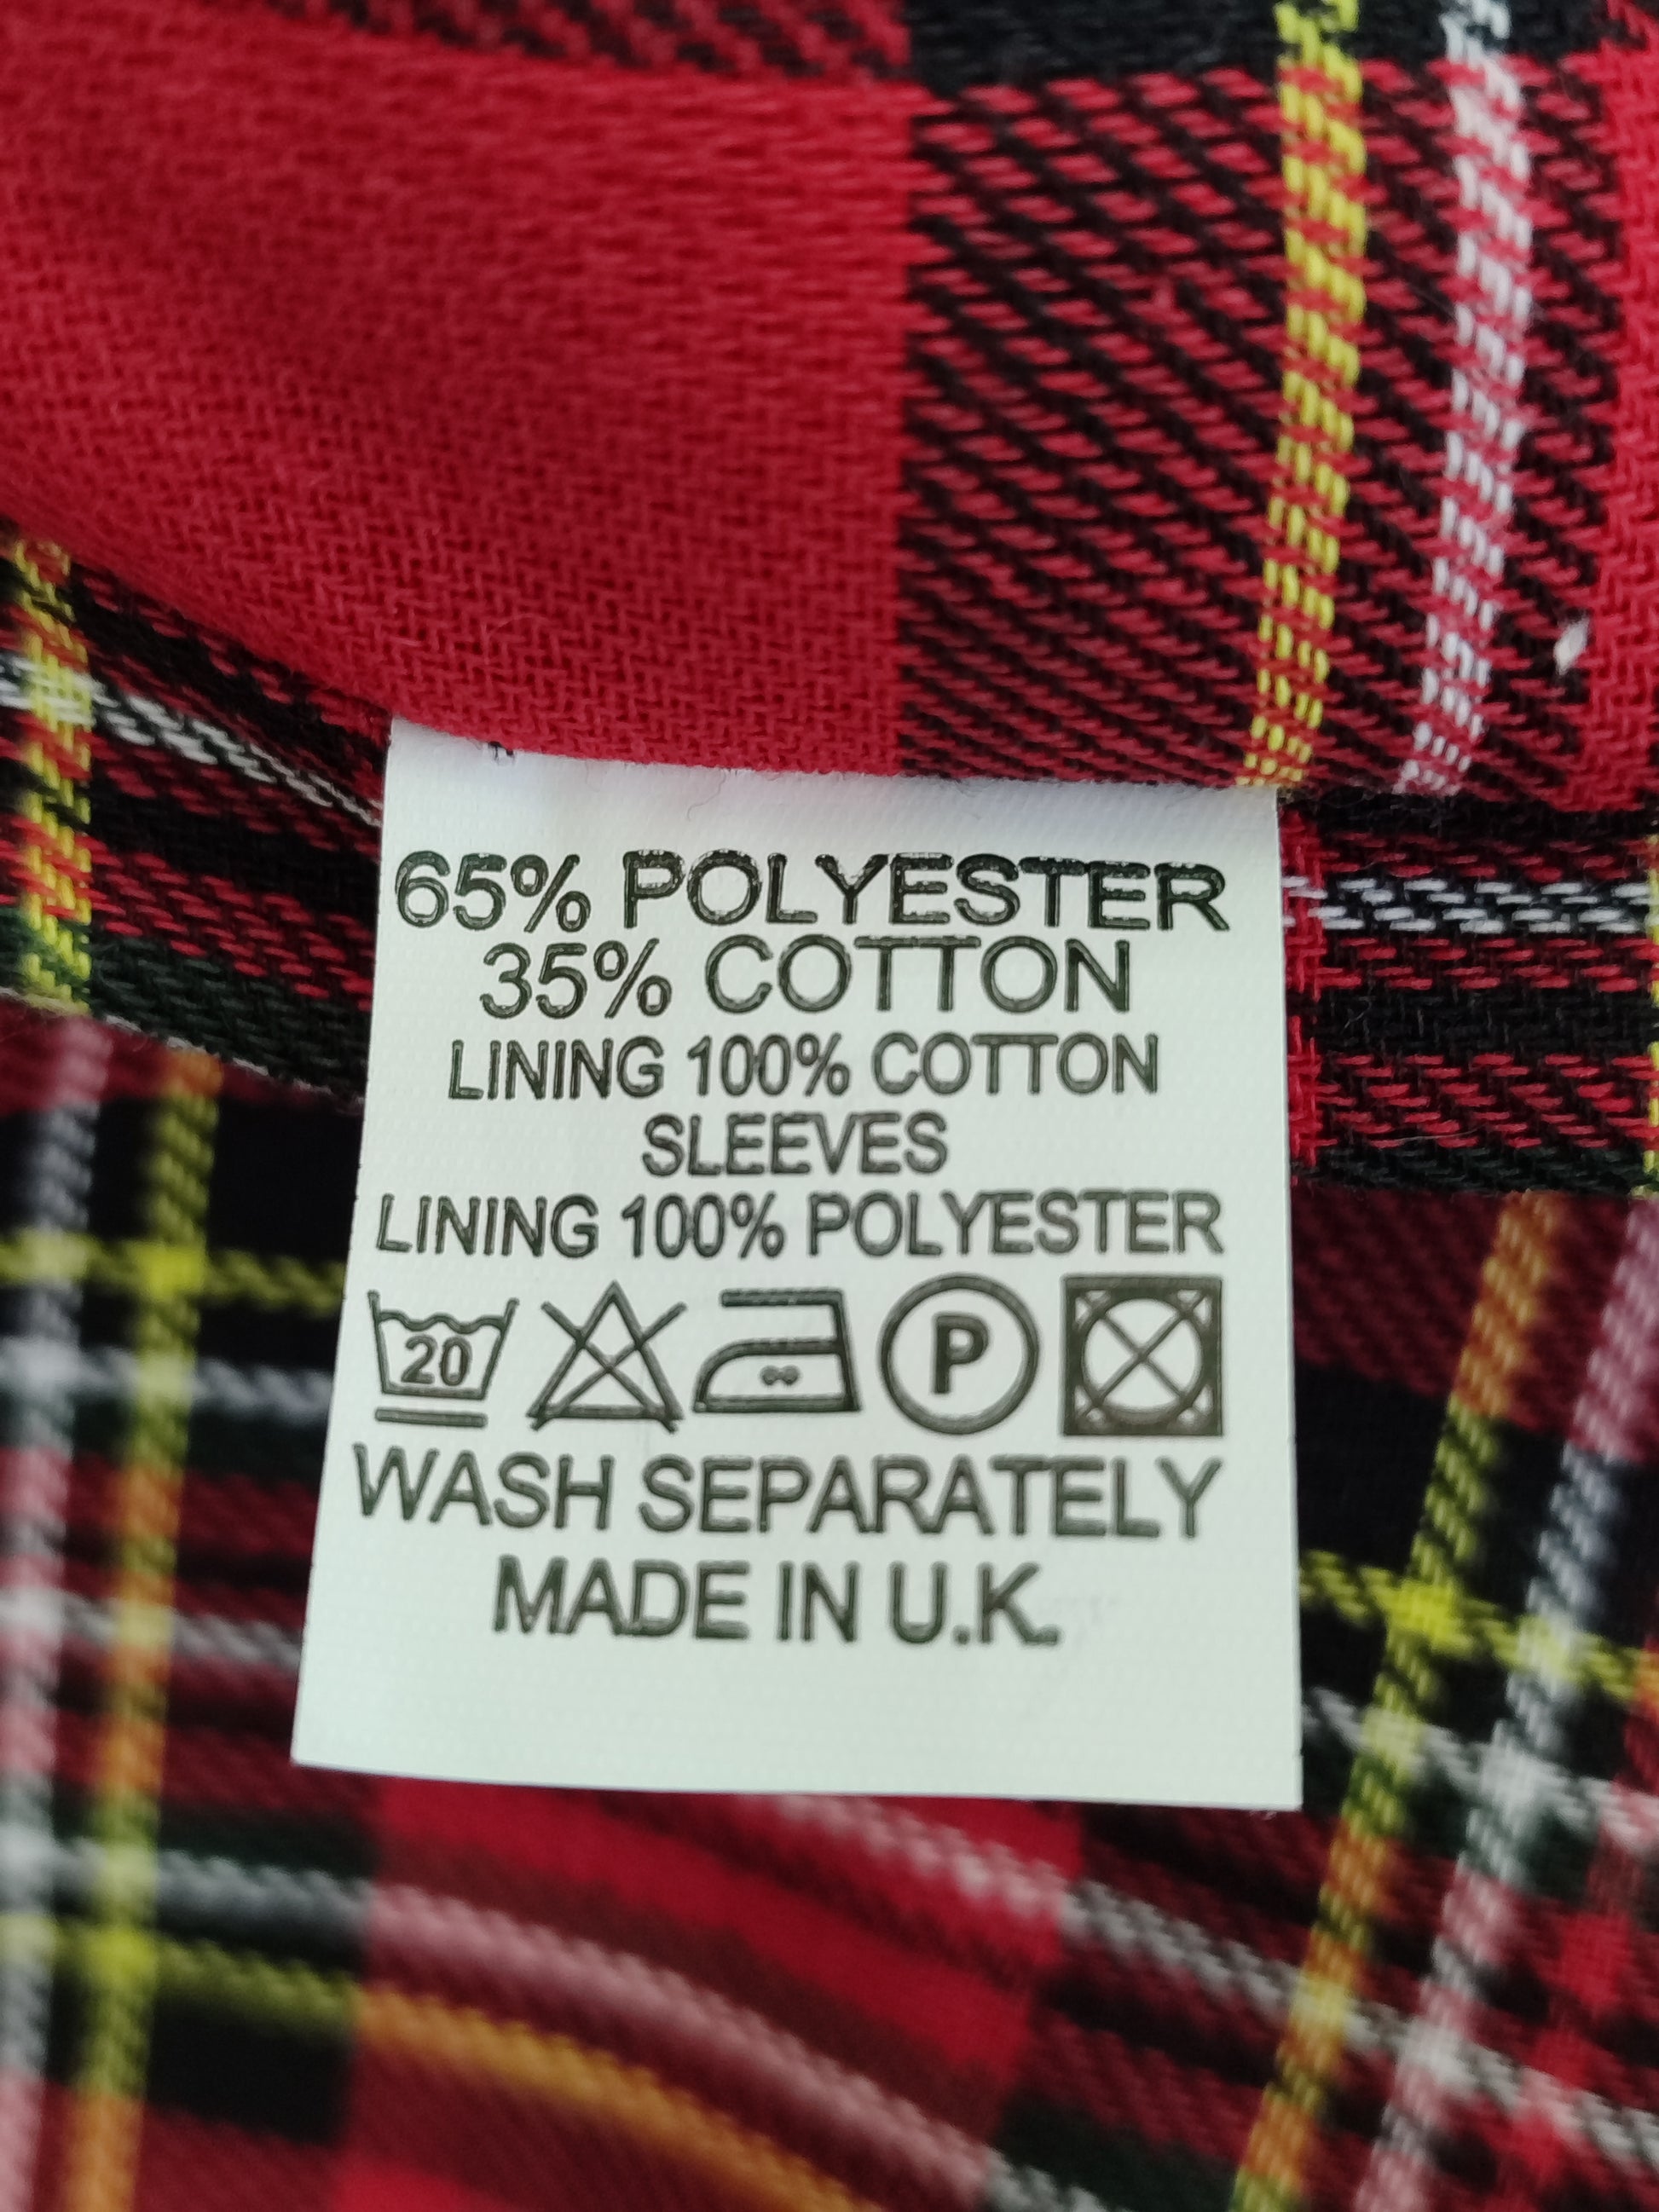 65% POLYESTER
35% COTTON
LINING 100% COTTON
SLEEVES
LINING 100% POLYESTER
20 P
WASH SEPARATELY
MADE IN U.K.